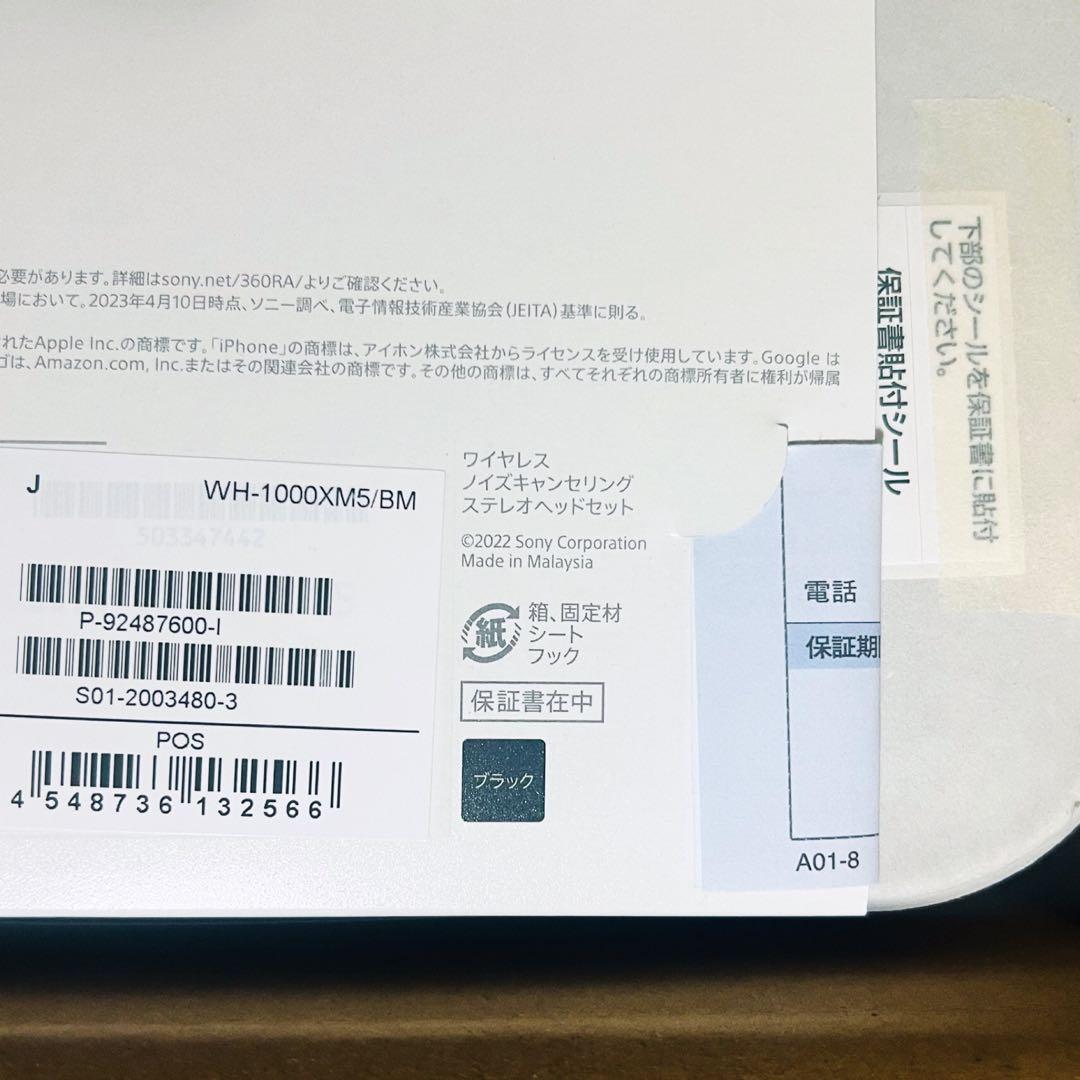 必要があります。詳細はsony.net/360RA/よりご確認ください。
場において。2023年4月10日時点、ソニー調べ、電子情報技術産業協会(JEITA)基準に則る。
れたApple Inc.の商標です。「iPhone」の商標は、アイホン株式会社からライセンスを受け使用しています。Google は
ゴは、Amazon.com, Inc.またはその関連会社の商標です。その他の商標は、すべてそれぞれの商標所有者に権利が帰属
J
WH-1000XM5/BM
503347442
P-92487600-I
S01-2003480-3
POS
4 548736 132566
ワイヤレス
ノイズキャンセリング
ステレオヘッドセット
©2022 Sony Corporation
Made in Malaysia
紙
箱、固定材
シート
フック
保証書在中
ブラック
電話
保証期
A01-8
保証書貼付シール
下部のシールを保証書に貼付
してください。